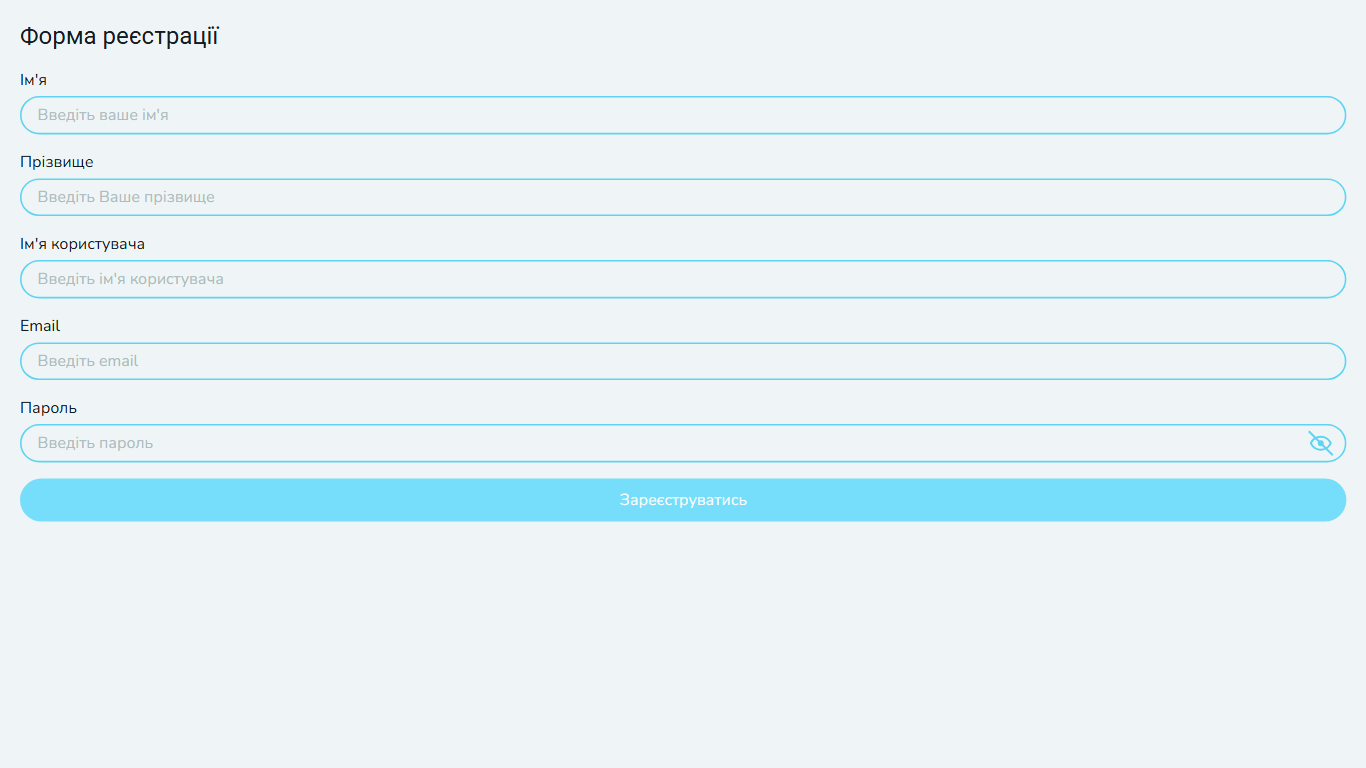 Форма реєстрації
Ім'я
Введіть ваше ім'я
Прізвище
Введіть Ваше прізвище
Ім'я користувача
Введіть ім'я користувача
Email
Введіть email
Пароль
Введіть пароль
Зареєструватись